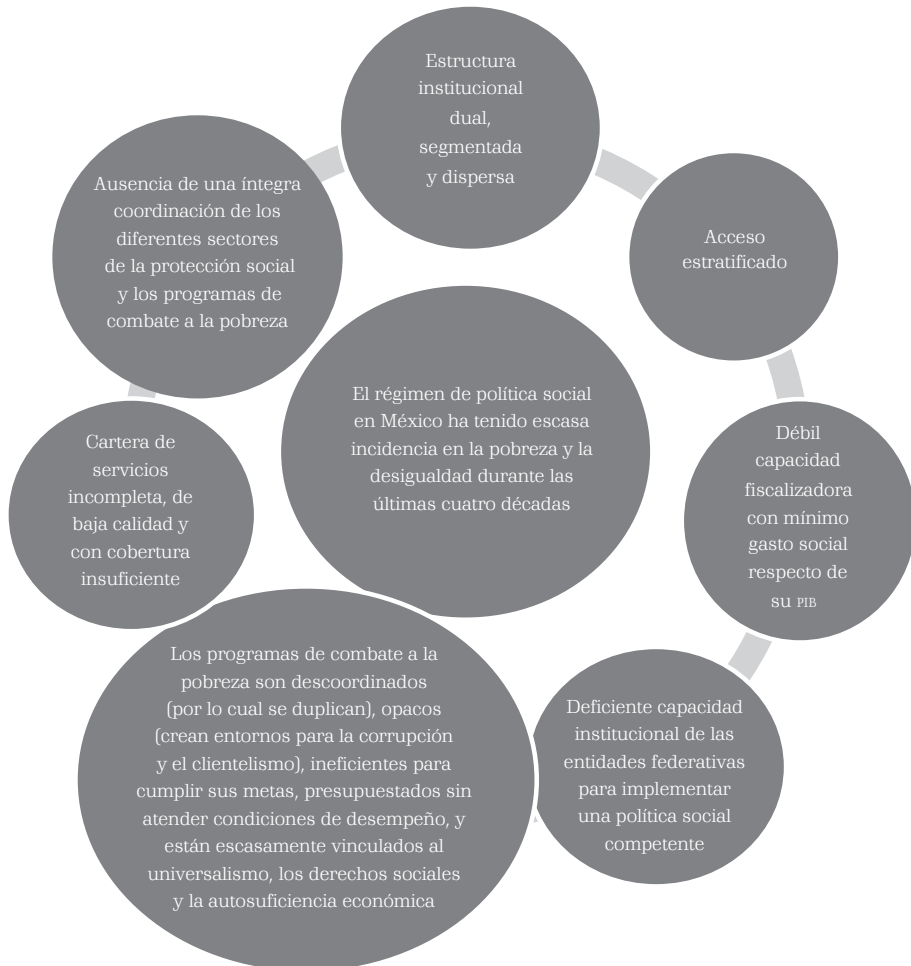 Estructura
institucional
dual,
segmentada
y dispersa
Acceso
estratificado
Débil
capacidad
fiscalizadora
con mínimo
gasto social
respecto de
su PIB
Deficiente capacidad
institucional de las
entidades federativas
para implementar
una política social
competente
Los programas de combate a la
pobreza son descoordinados
(por lo cual se duplican), opacos
(crean entornos para la corrupción
y el clientelismo), ineficientes para
cumplir sus metas, presupuestados sin
atender condiciones de desempeño, y
están escasamente vinculados al
universalismo, los derechos sociales
y la autosuficiencia económica
Cartera de
servicios
incompleta, de
baja calidad y
con cobertura
insuficiente
Ausencia de una íntegra
coordinación de los
diferentes sectores
de la protección social
y los programas de
combate a la pobreza
El régimen de política social
en México ha tenido escasa
incidencia en la pobreza y la
desigualdad durante las
últimas cuatro décadas